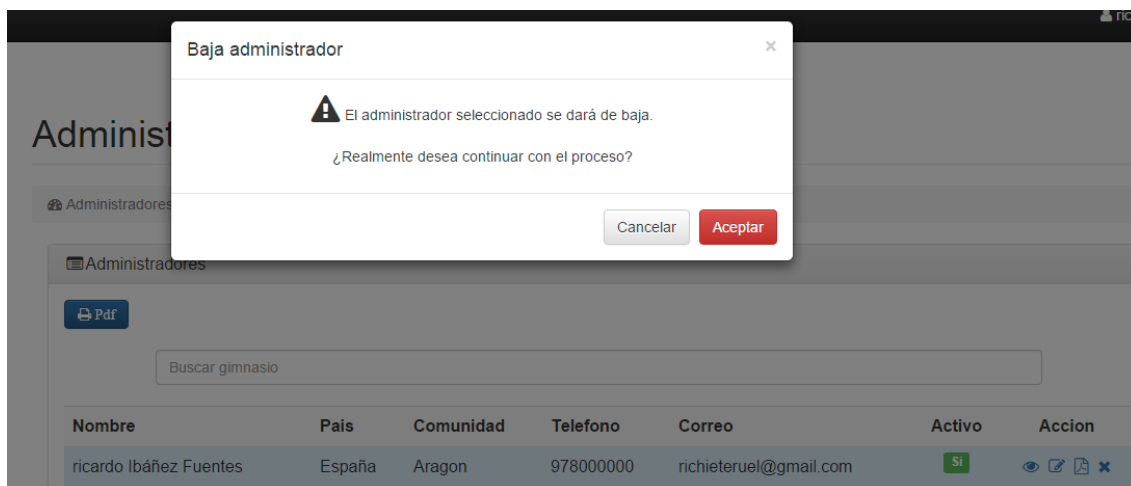 ric
Baja administrador
×
El administrador seleccionado se dará de baja.
¿Realmente desea continuar con el proceso?
Cancelar Aceptar
Administ
Administradores
Administradores
Pdf
Buscar gimnasio
Nombre Pais Comunidad Telefono Correo Activo Accion
ricardo Ibáñez Fuentes España Aragon 978000000 richieteruel@gmail.com Si